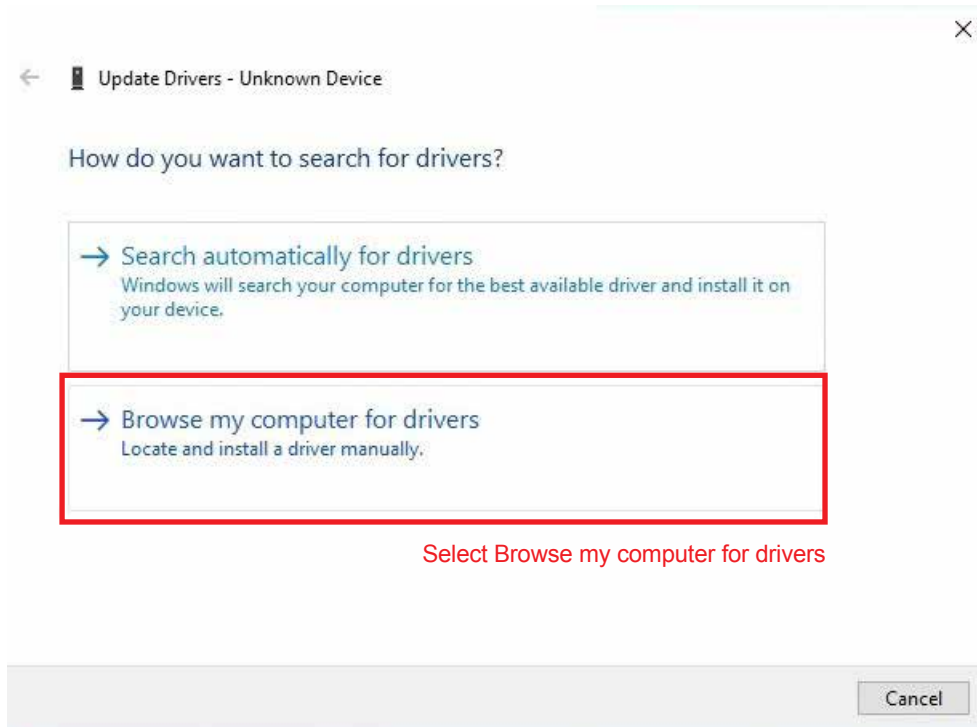 Update Drivers - Unknown Device
How do you want to search for drivers?
Search automatically for drivers
Windows will search your computer for the best available driver and install it on
your device.
Browse my computer for drivers
Locate and install a driver manually.
Select Browse my computer for drivers
Cancel